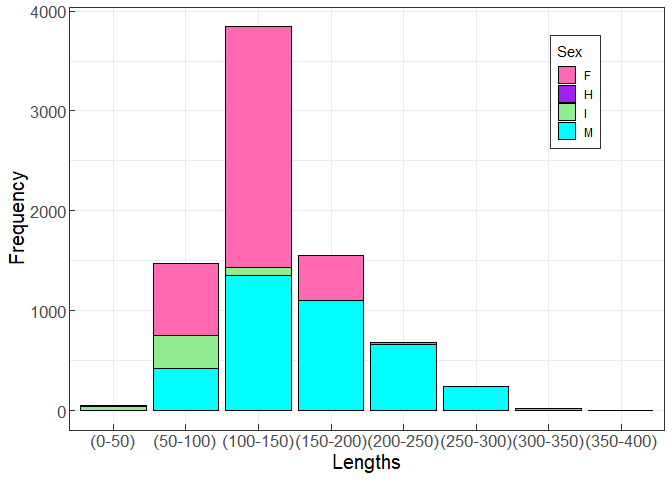 4000
3000
2000
1000
0
Frequency
Sex
F
H
I
M
(0-50) (50-100) (100-150) (150-200) (200-250) (250-300) (300-350) (350-400)
Lengths